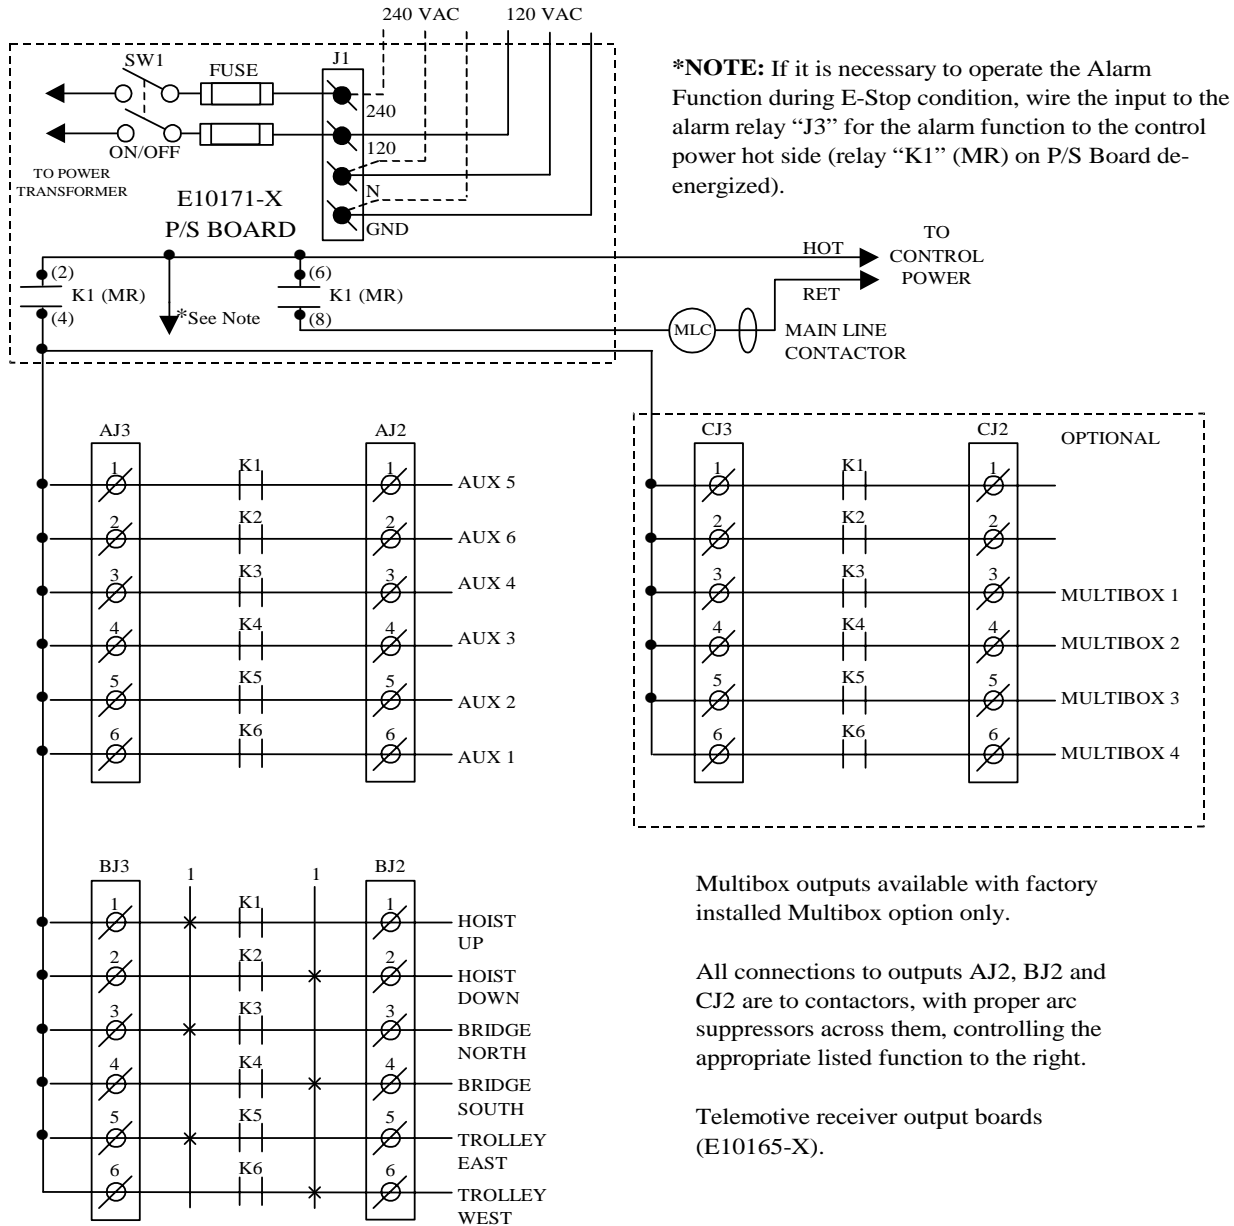 240 VAC
120 VAC
SW1
FUSE
J1
240
120
N
GND
ON/OFF
TO POWER
TRANSFORMER
E10171-X
P/S BOARD
*NOTE: If it is necessary to operate the Alarm
Function during E-Stop condition, wire the input to the
alarm relay “J3” for the alarm function to the control
power hot side (relay “K1” (MR) on P/S Board de-
energized).
(2)
K1 (MR)
(4)
*See Note
(6)
K1 (MR)
(8)
HOT
RET
TO
CONTROL
POWER
MLC
MAIN LINE
CONTACTOR
AJ3
AJ2
1
K1
1
AUX 5
2
K2
2
AUX 6
3
K3
3
AUX 4
4
K4
4
AUX 3
5
K5
5
AUX 2
6
K6
6
AUX 1
CJ3
CJ2
OPTIONAL
1
K1
1
2
K2
2
3
K3
3
MULTIBOX 1
4
K4
4
MULTIBOX 2
5
K5
5
MULTIBOX 3
6
K6
6
MULTIBOX 4
BJ3
1
1
BJ2
1
K1
1
HOIST
UP
2
K2
2
HOIST
DOWN
3
K3
3
BRIDGE
NORTH
4
K4
4
BRIDGE
SOUTH
5
K5
5
TROLLEY
EAST
6
K6
6
TROLLEY
WEST
Multibox outputs available with factory
installed Multibox option only.
All connections to outputs AJ2, BJ2 and
CJ2 are to contactors, with proper arc
suppressors across them, controlling the
appropriate listed function to the right.
Telemotive receiver output boards
(E10165-X).